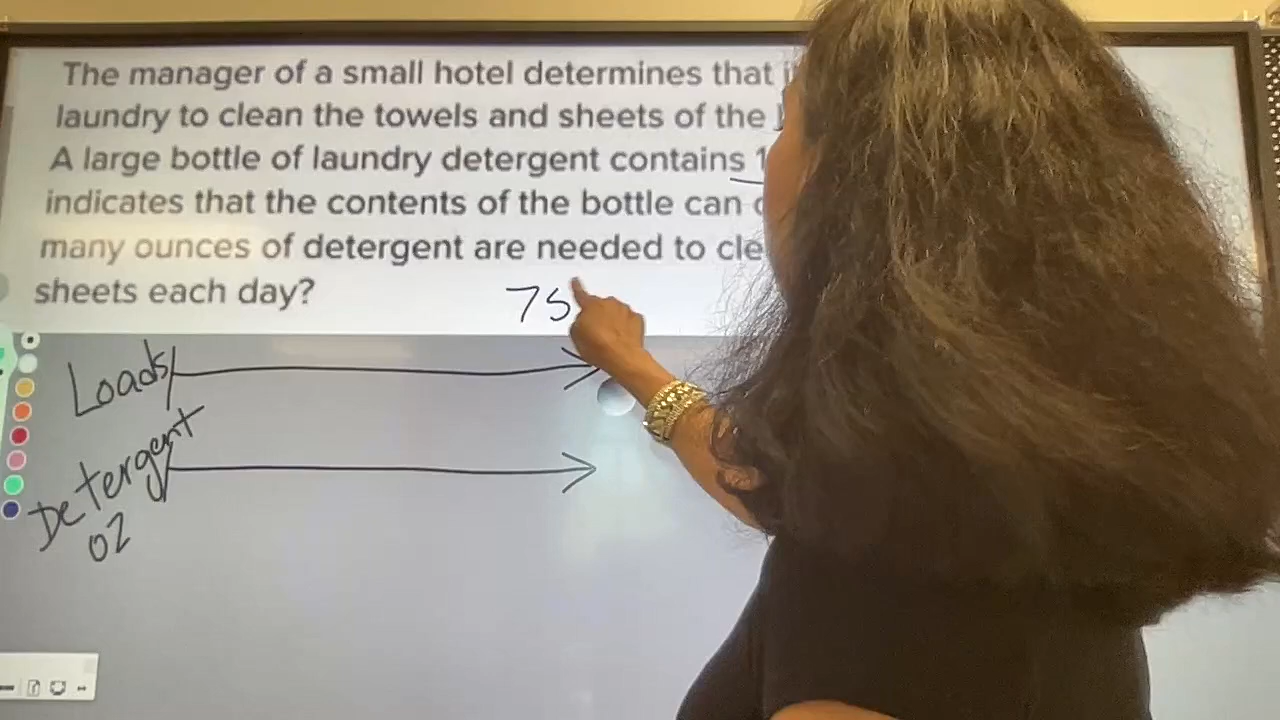 The manager of a small hotel determines that
laundry to clean the towels and sheets of the
A large bottle of laundry detergent contains 1
indicates that the contents of the bottle can
many ounces of detergent are needed to cle
sheets each day?
75
Loads
Detergent
oz